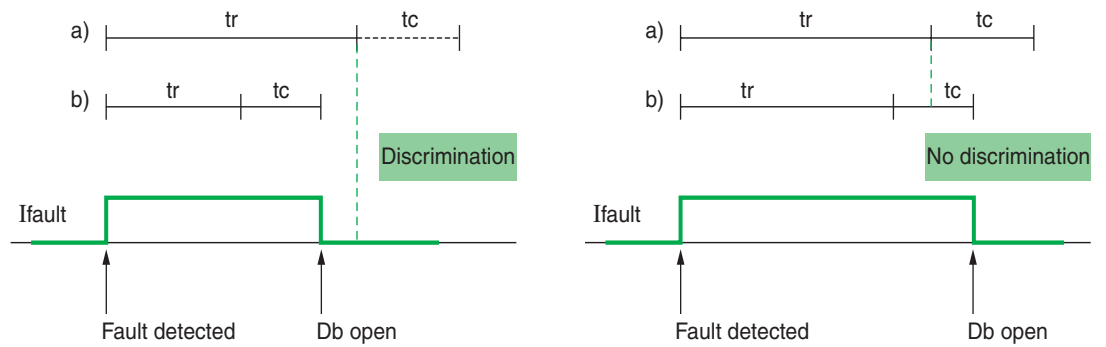 tr tc
a)
tr tc
b)
Discrimination
Ifault
Fault detected Db open
tr tc
a)
tr tc
b)
No discrimination
Ifault
Fault detected Db open